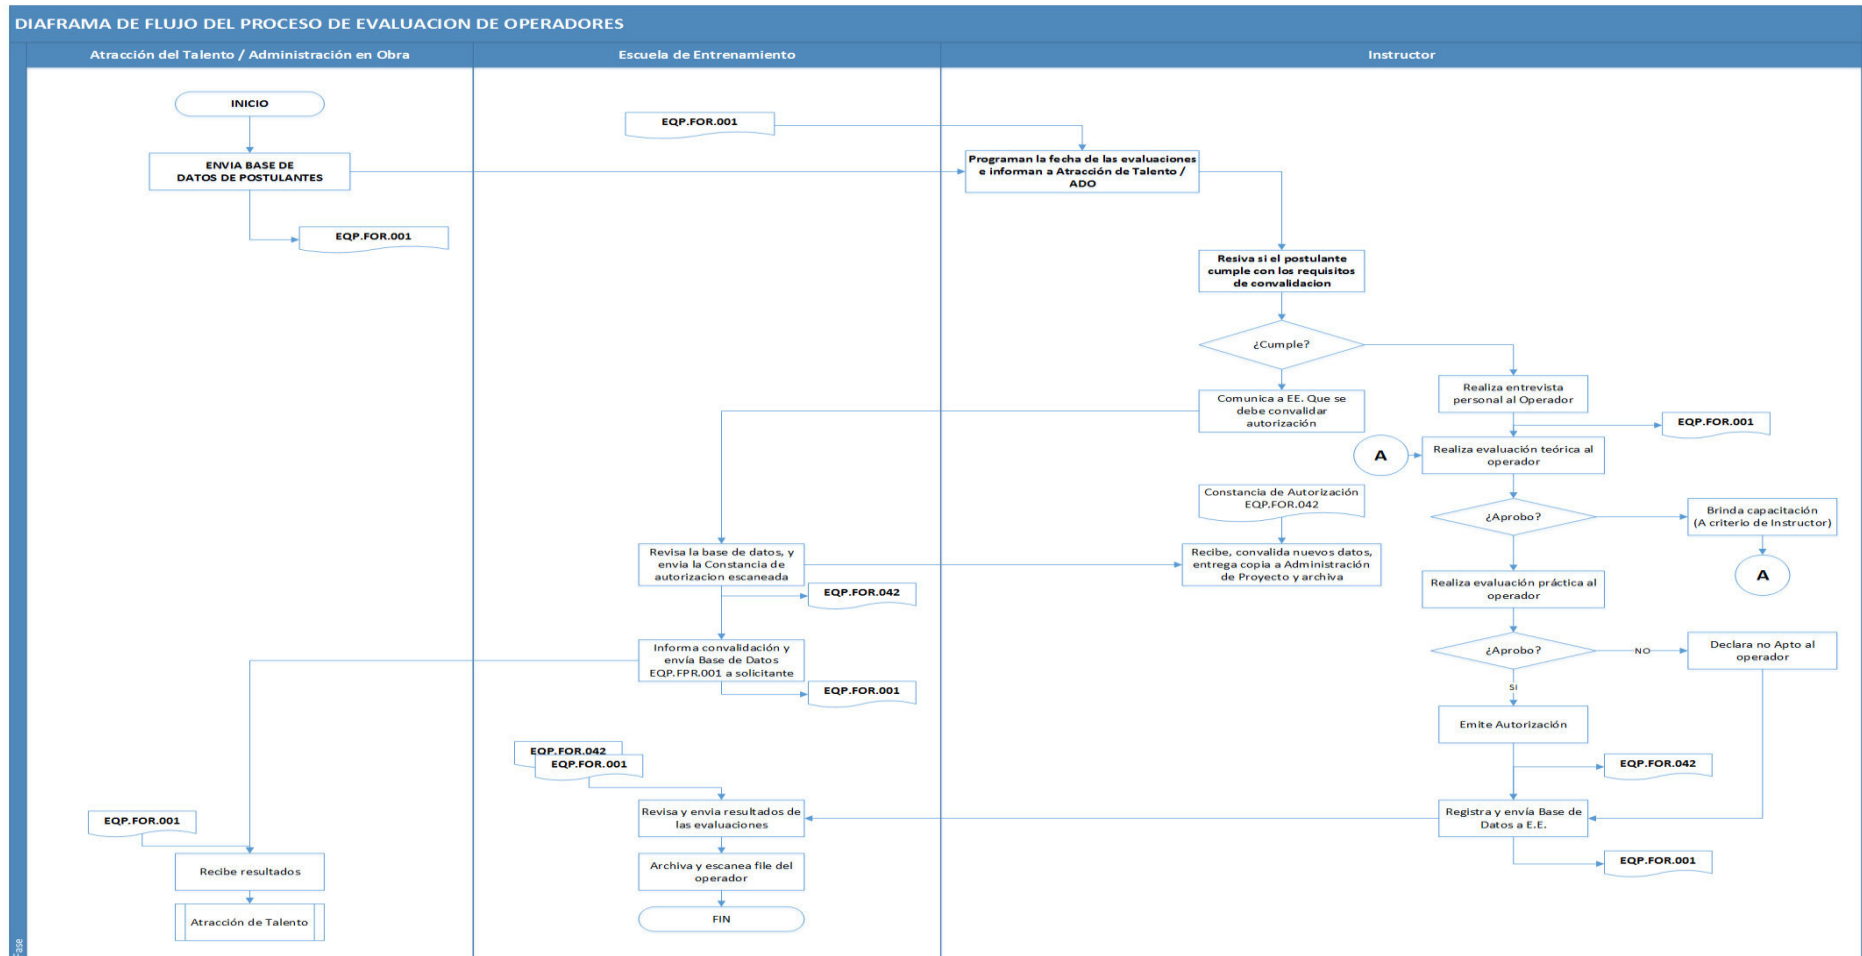 DIAFRAMA DE FLUJO DEL PROCESO DE EVALUACION DE OPERADORES
Atracción del Talento / Administración en Obra
Escuela de Entrenamiento
Instructor
INICIO
ENVIA BASE DE
DATOS DE POSTULANTES
EQP.FOR.001
EQP.FOR.001
Programan la fecha de las evaluaciones
e informan a Atracción de Talento /
ADO
Resiva si el postulante
cumple con los requisitos
de convalidacion
¿Cumple?
Comunica a EE. Que se
debe convalidar
autorización
Realiza entrevista
personal al Operador
EQP.FOR.001
A
Realiza evaluación teórica al
operador
Constancia de Autorización
EQP.FOR.042
¿Aprobo?
Brinda capacitación
(A criterio de Instructor)
A
Revisa la base de datos, y
envia la Constancia de
autorizacion escaneada
EQP.FOR.042
Recibe, convalida nuevos datos,
entrega copia a Administración
de Proyecto y archiva
Realiza evaluación práctica al
operador
Informa convalidación y
envía Base de Datos
EQP.FPR.001 a solicitante
EQP.FOR.001
¿Aprobo?
NO
Declara no Apto al
operador
SI
Emite Autorización
EQP.FOR.042
EQP.FOR.042
EQP.FOR.001
Revisa y envia resultados de
las evaluaciones
Registra y envía Base de
Datos a E.E.
EQP.FOR.001
EQP.FOR.001
Recibe resultados
Archiva y escanea file del
operador
Atracción de Talento
FIN
Fase